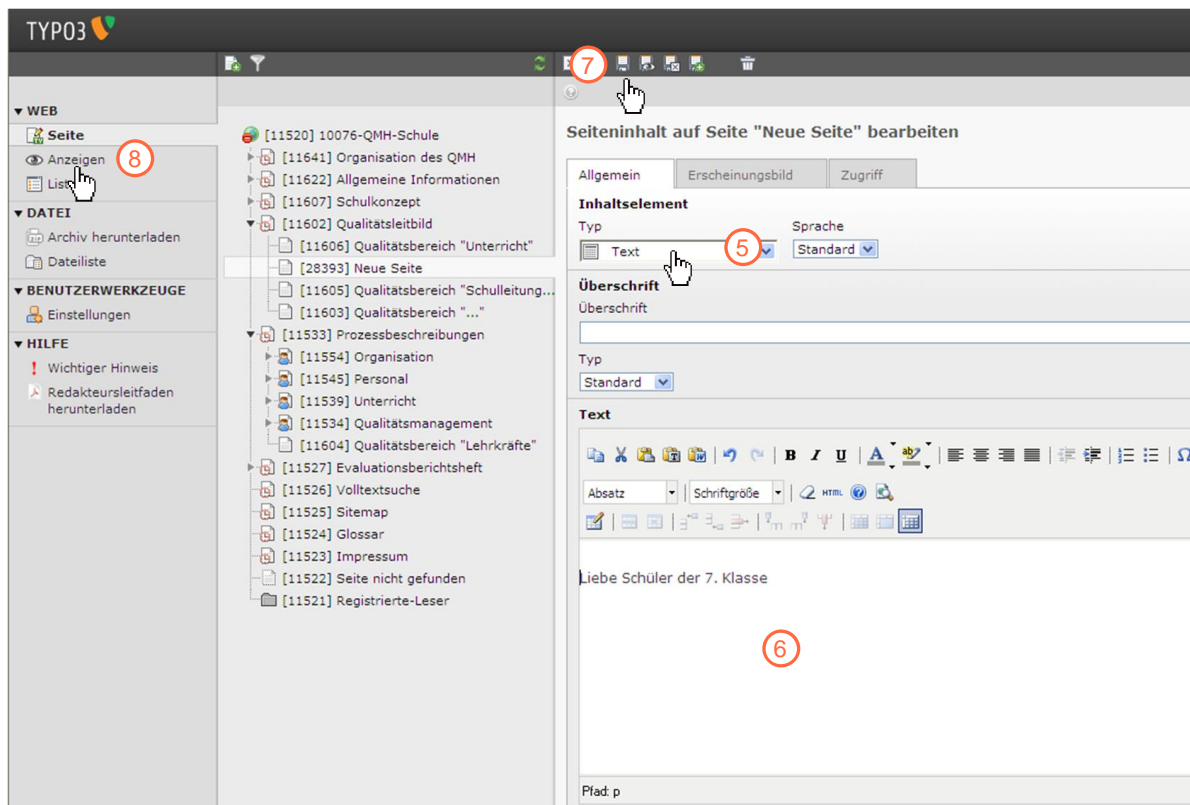 TYPO3
7
WEB
Seite
Anzeigen
8
List
DATEI
Archiv herunterladen
Dateiliste
BENUTZERWERKZEUGE
Einstellungen
HILFE
Wichtiger Hinweis
Redakteursleitfaden
herunterladen
[11520] 10076-QMH-Schule
[11641] Organisation des QMH
[11622] Allgemeine Informationen
[11607] Schulkonzept
[11602] Qualitätsleitbild
[11606] Qualitätsbereich "Unterricht"
[28393] Neue Seite
[11605] Qualitätsbereich "Schulleitung...
[11603] Qualitätsbereich "..."
[11533] Prozessbeschreibungen
[11554] Organisation
[11545] Personal
[11539] Unterricht
[11534] Qualitätsmanagement
[11604] Qualitätsbereich "Lehrkräfte"
[11527] Evaluationsberichtsheft
[11526] Volltextsuche
[11525] Sitemap
[11524] Glossar
[11523] Impressum
[11522] Seite nicht gefunden
[11521] Registrierte-Leser
Seiteninhalt auf Seite "Neue Seite" bearbeiten
Allgemein Erscheinungsbild Zugriff
Inhaltselement
Typ Sprache
Text 5 Standard
Überschrift
Überschrift
Typ
Standard
Text
B I U A ab Ω
Absatz Schriftgröße HTML
Liebe Schüler der 7. Klasse
6
Pfad: p